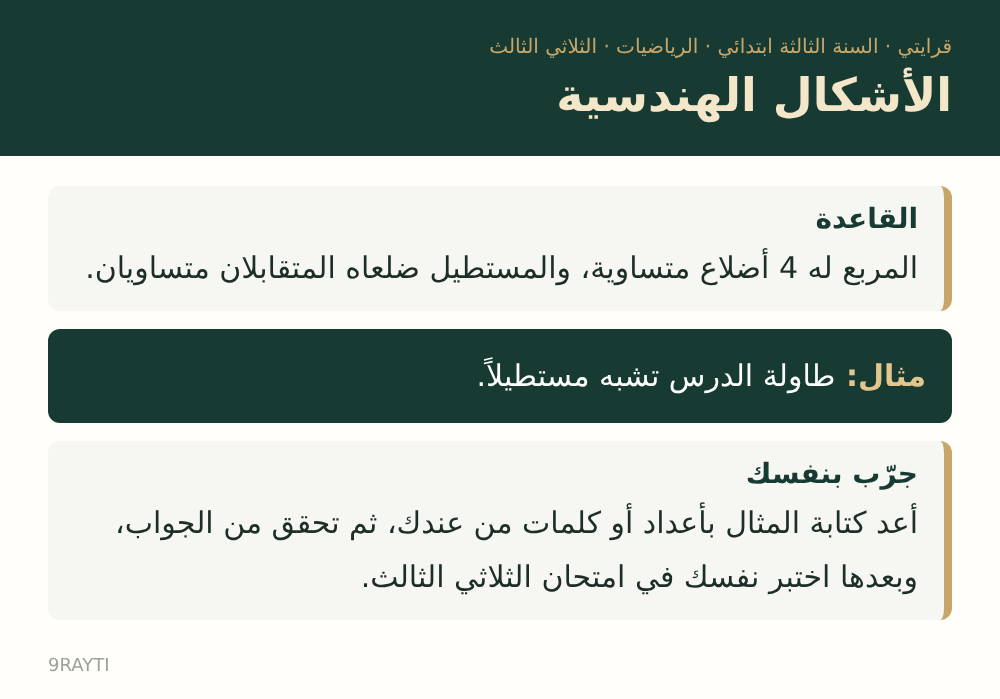 قرايتي · السنة الثالثة ابتدائي · الرياضيات · الثلاثي الثالث
الأشكال الهندسية
القاعدة
المربع له 4 أضلاع متساوية، والمستطيل ضلعاه المتقابلان متساويان.
مثال: طاولة الدرس تشبه مستطيلاً.
جرّب بنفسك
أعد كتابة المثال بأعداد أو كلمات من عندك، ثم تحقق من الجواب،
وبعدها اختبر نفسك في امتحان الثلاثي الثالث.
9RAYTI